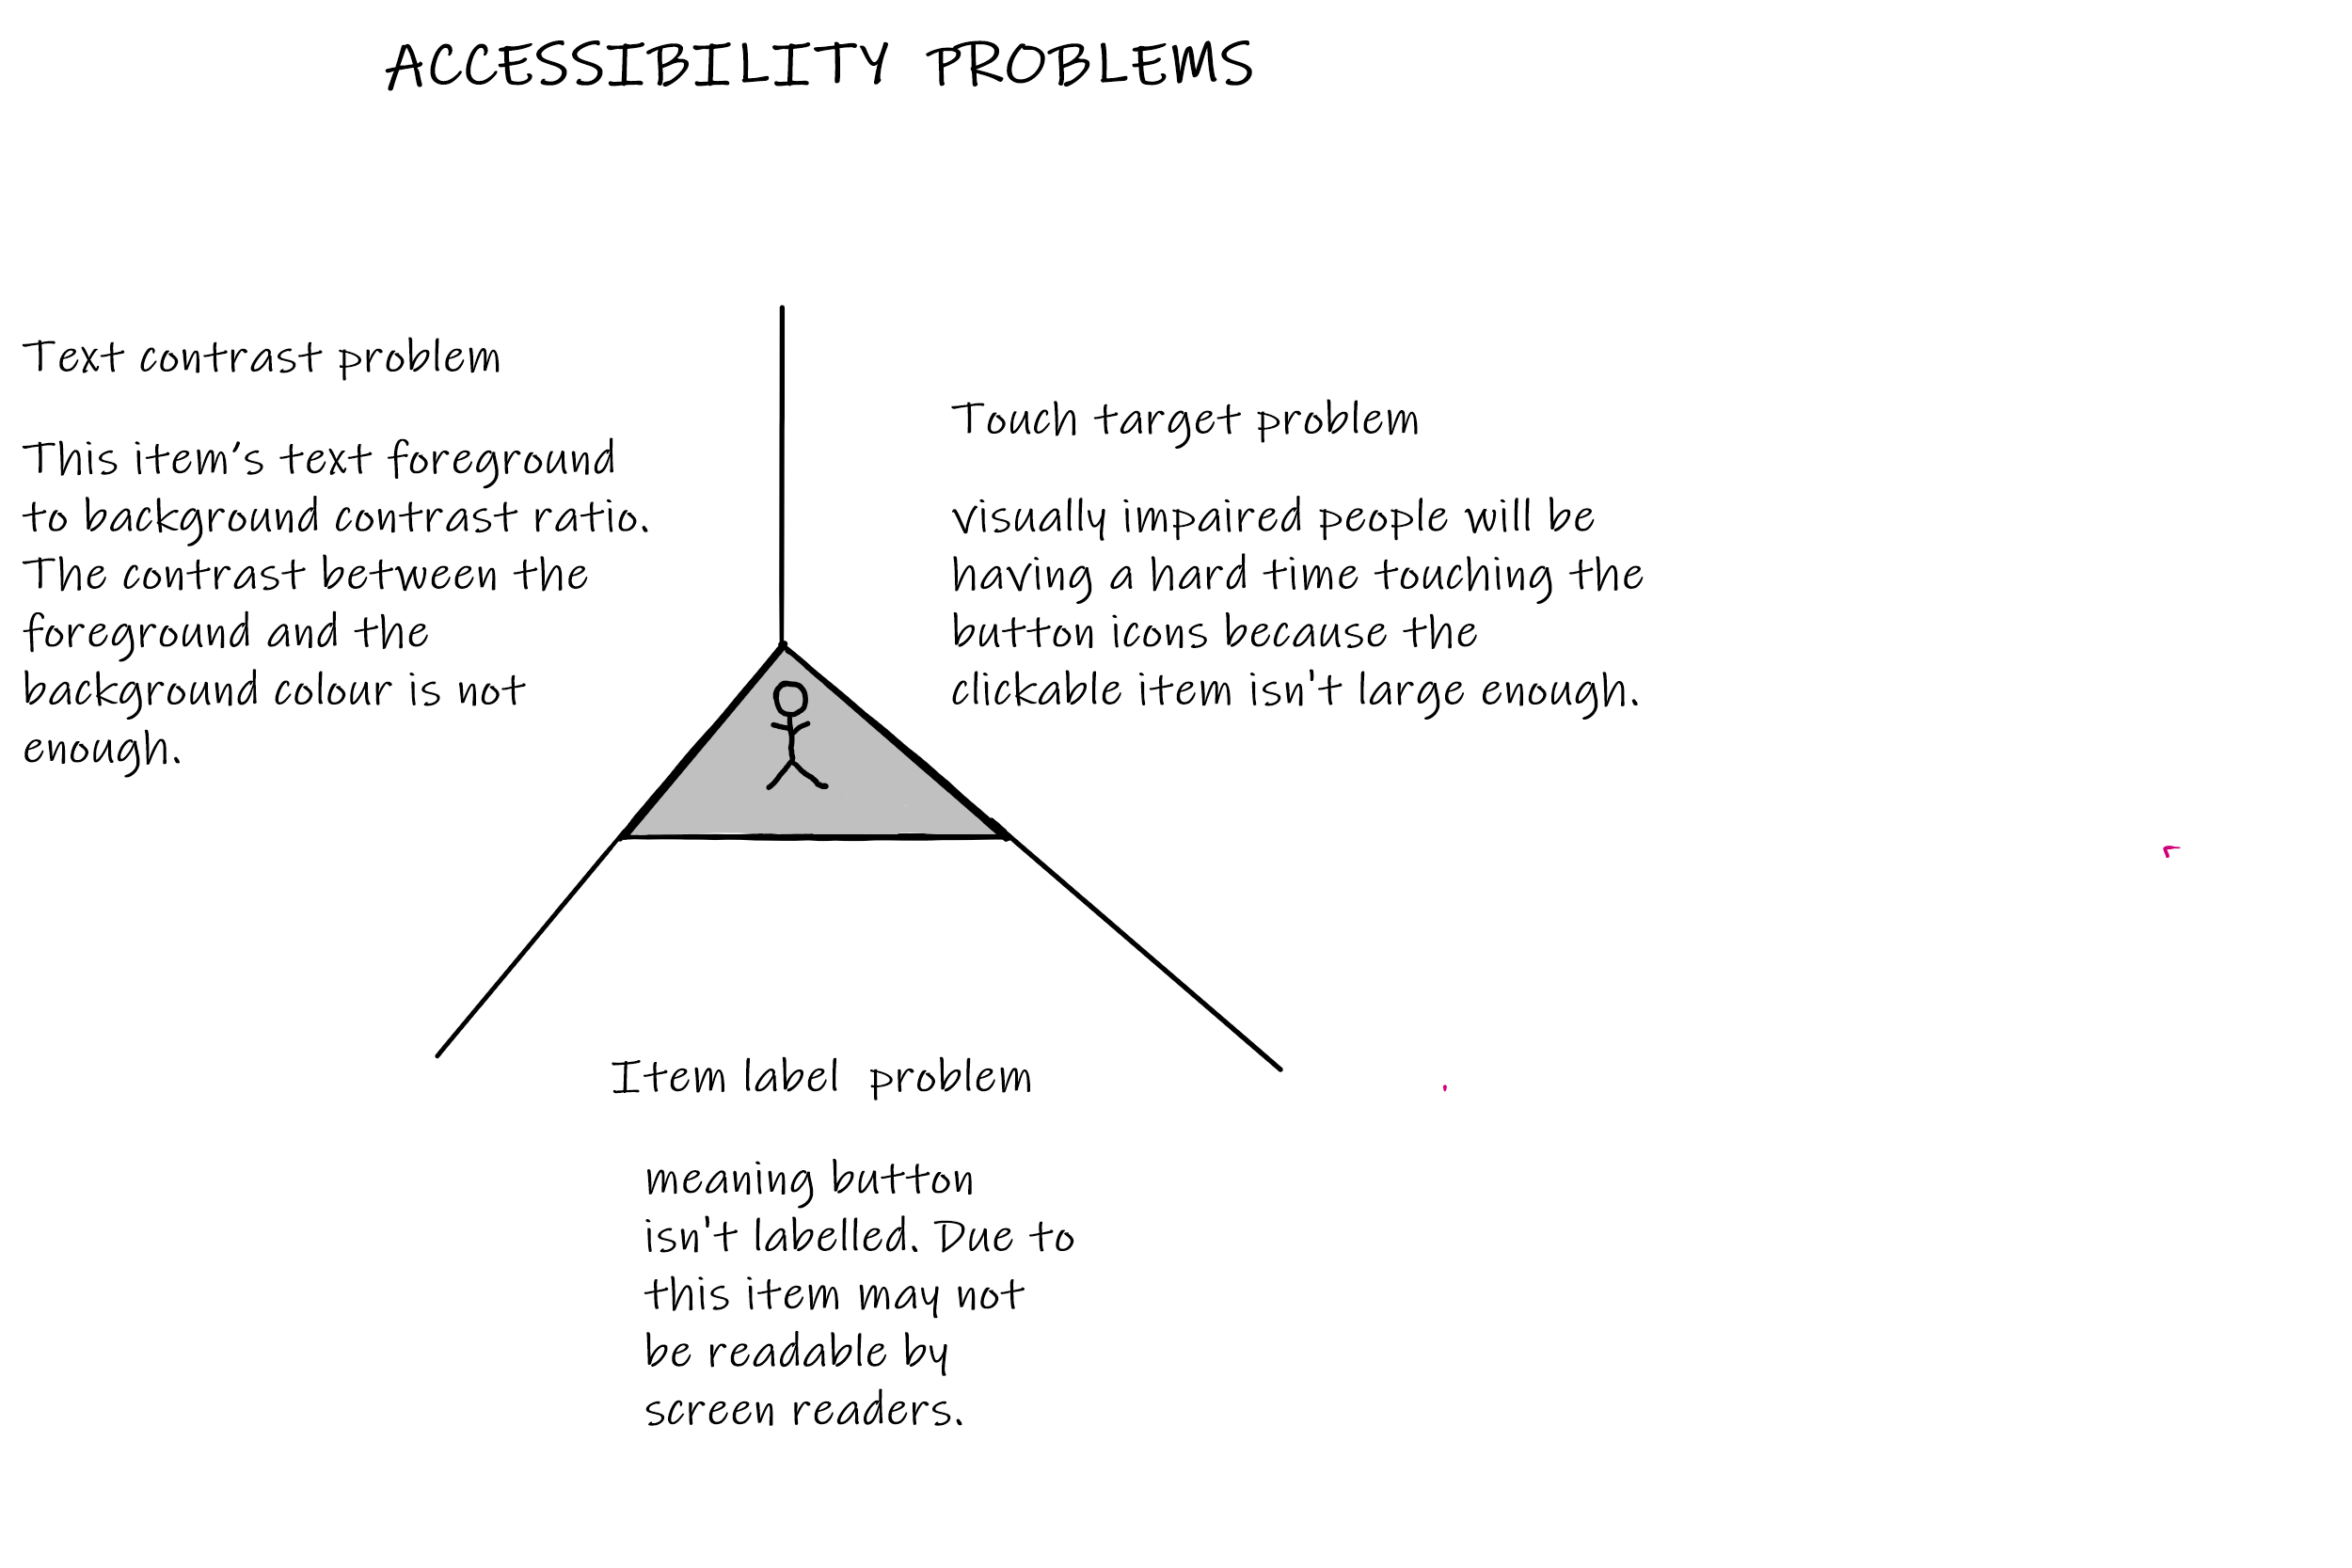 ACCESSIBILITY PROBLEMS
Text contrast problem
This item's text foreground
to background contrast ratio.
The contrast between the
foreground and the
background colour is not
enough.
Touch target problem
visually impaired people will be
having a hard time touching the
button icons because the
clickable item isn't large enough.
Item label problem
meaning button
isn't labelled. Due to
this item may not
be readable by
screen readers.